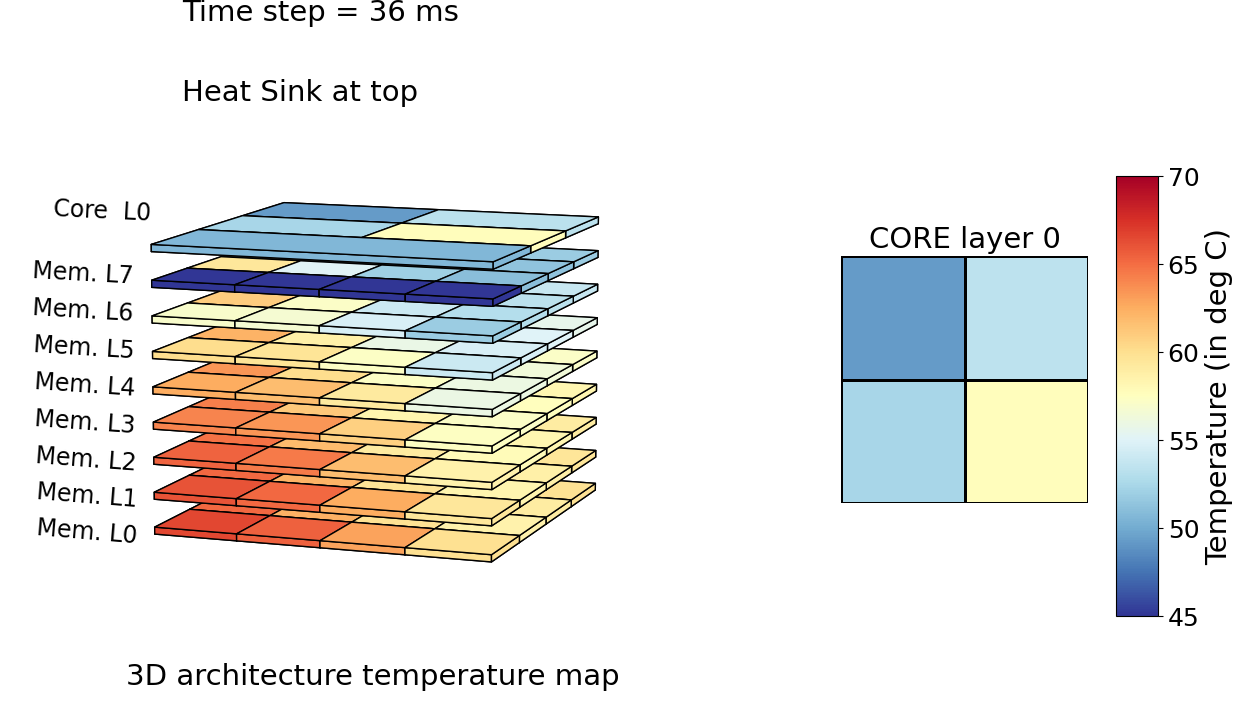 Time step = 36 ms
Heat Sink at top
Core  L0
Mem. L7
Mem. L6
Mem. L5
Mem. L4
Mem. L3
Mem. L2
Mem. L1
Mem. L0
3D architecture temperature map
CORE layer 0
70
65
60
55
50
45
Temperature (in deg C)